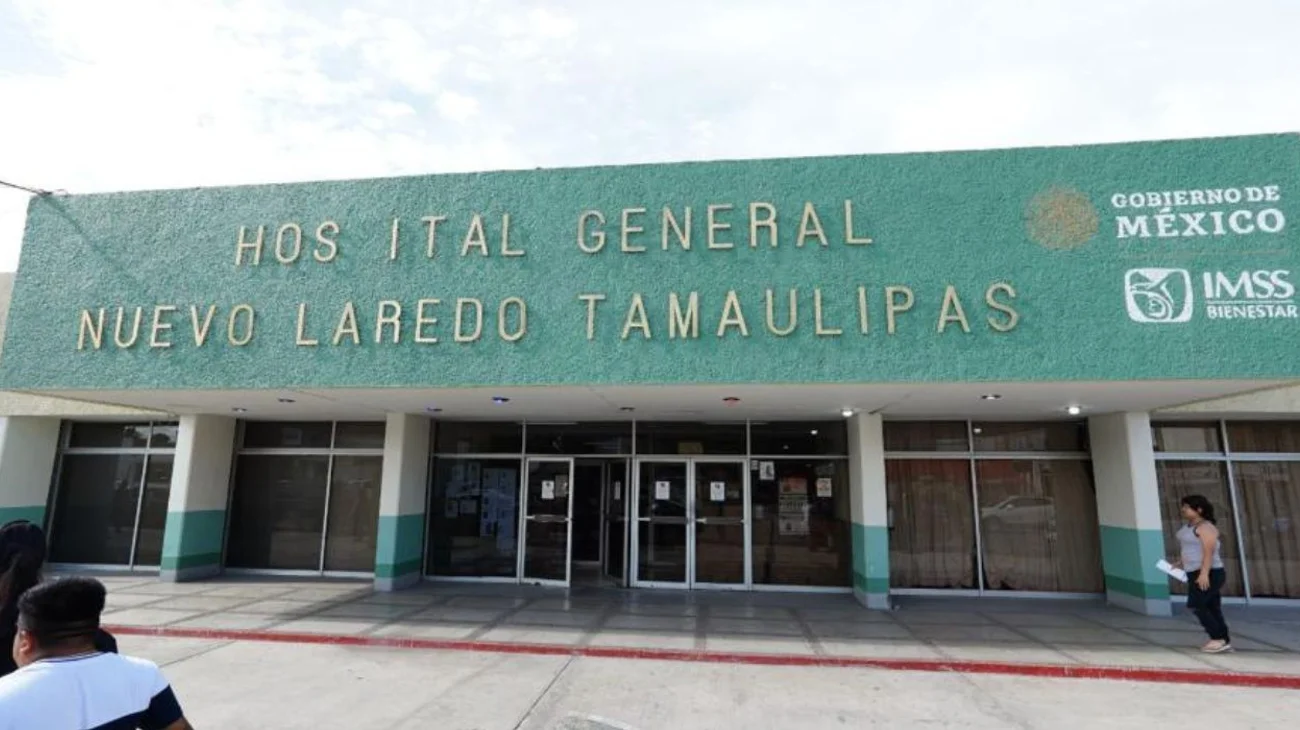 HOS ITAL GENERAL
NUEVO LAREDO TAMAULIPAS
GOBIERNO DE
MÉXICO
IMSS
BIENESTAR